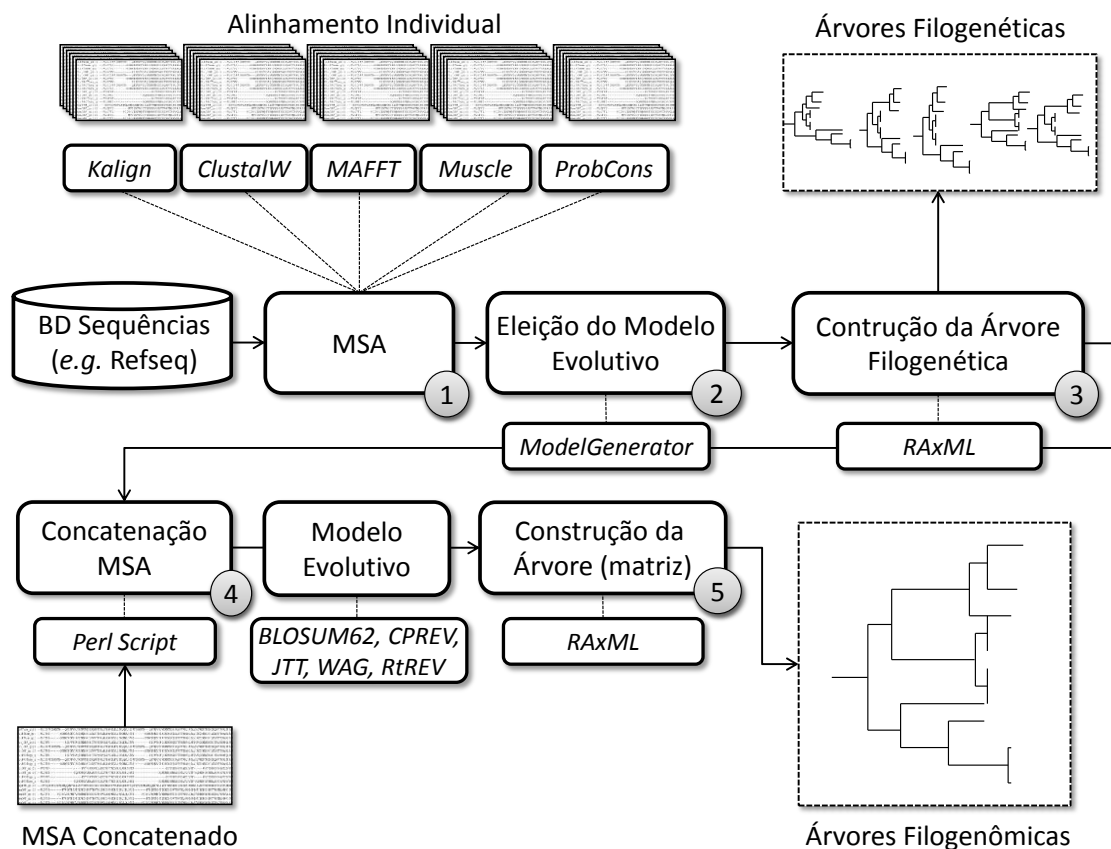 Alinhamento Individual
Árvores Filogenéticas
Kalign
ClustalW
MAFFT
Muscle
ProbCons
BD Sequências
(e.g. Refseq)
MSA
1
Eleição do Modelo
Evolutivo
2
Contrução da Árvore
Filogenética
3
ModelGenerator
RAxML
Concatenação
MSA
4
Modelo
Evolutivo
Construção da
Árvore (matriz)
5
Perl Script
BLOSUM62, CPREV,
JTT, WAG, RtREV
RAxML
MSA Concatenado
Árvores Filogenômicas